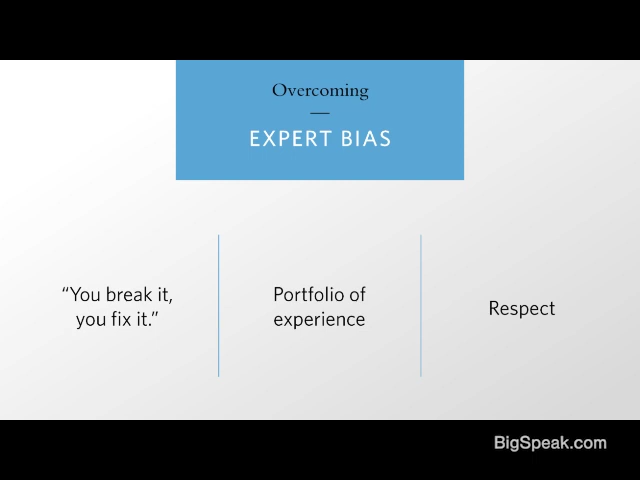 Overcoming
EXPERT BIAS
“You break it,
you fix it.”
Portfolio of
experience
Respect
BigSpeak.com